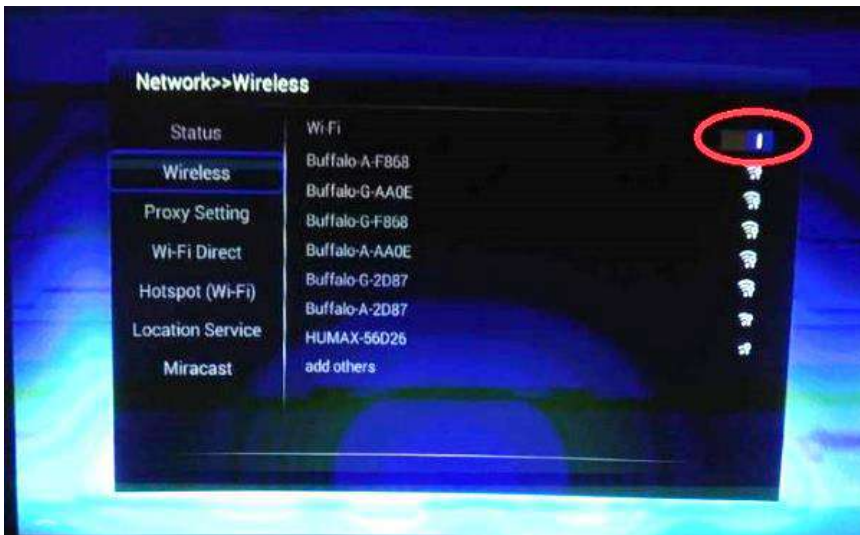 Network>>Wireless
Status
Wireless
Proxy Setting
Wi-Fi Direct
Hotspot (Wi-Fi)
Location Service
Miracast
Wi-Fi
Buffalo-A-F868
Buffalo-G-AA0E
Buffalo-G-F868
Buffalo-A-AA0E
Buffalo-G-2D87
Buffalo-A-2D87
HUMAX-56D26
add others